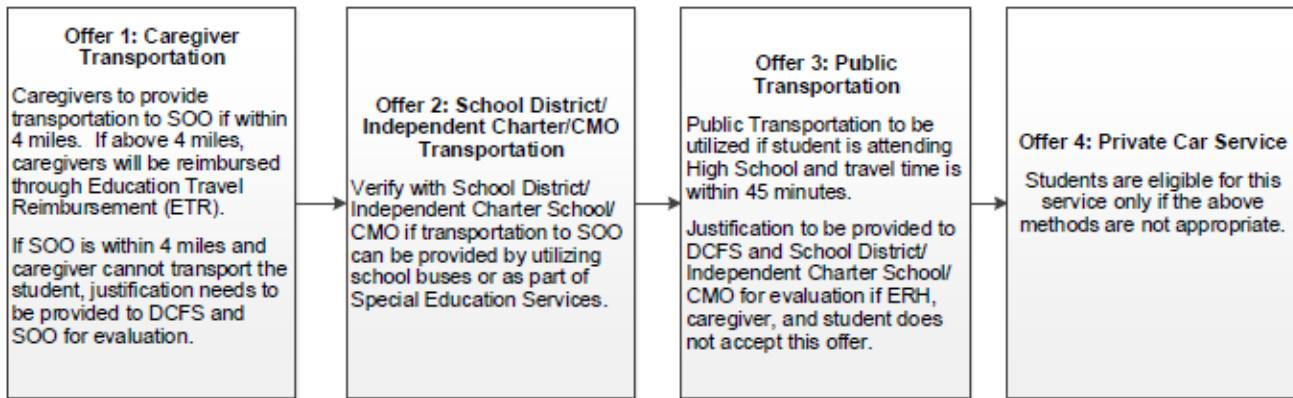 Offer 1: Caregiver
Transportation
Caregivers to provide
transportation to SOO if within
4 miles.  If above 4 miles,
caregivers will be reimbursed
through Education Travel
Reimbursement (ETR).
If SOO is within 4 miles and
caregiver cannot transport the
student, justification needs to
be provided to DCFS and
SOO for evaluation.
Offer 2: School District/
Independent Charter/CMO
Transportation
Verify with School District/
Independent Charter School/
CMO if transportation to SOO
can be provided by utilizing
school buses or as part of
Special Education Services.
Offer 3: Public
Transportation
Public Transportation to be
utilized if student is attending
High School and travel time is
within 45 minutes.
Justification to be provided to
DCFS and School District/
Independent Charter School/
CMO for evaluation if ERH,
caregiver, and student does
not accept this offer.
Offer 4: Private Car Service
Students are eligible for this
service only if the above
methods are not appropriate.